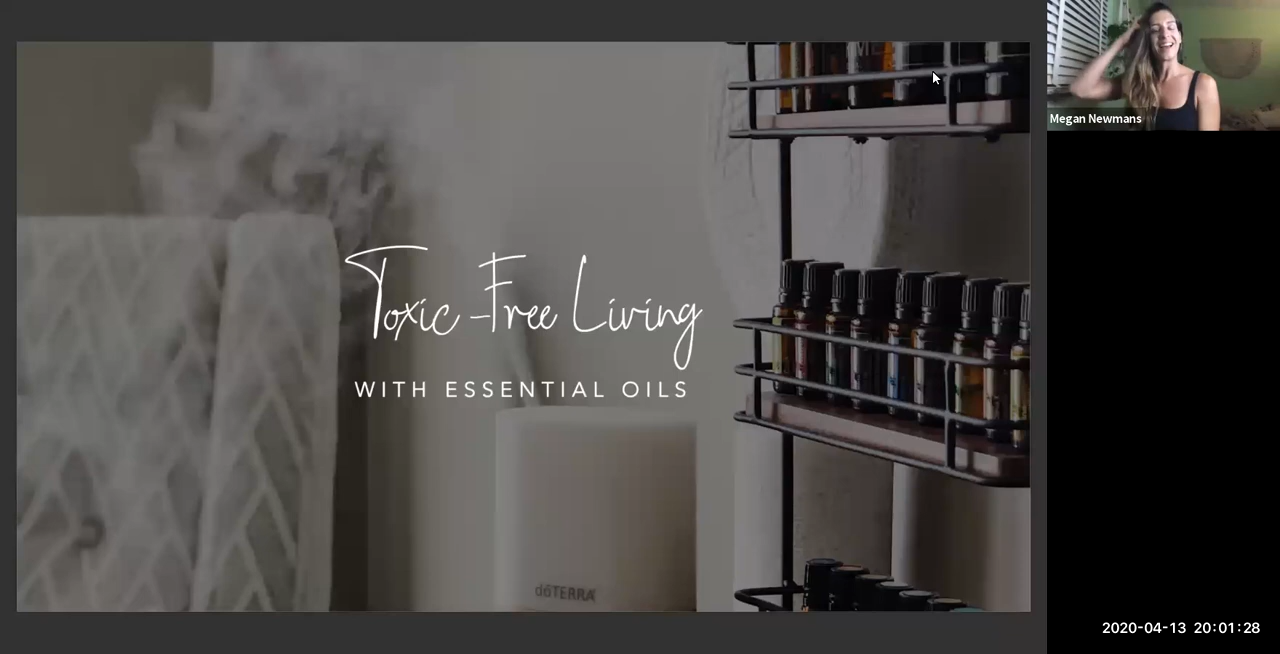 Toxic-Free Living
WITH ESSENTIAL OILS
dōTERRA
Megan Newmans
2020-04-13 20:01:28